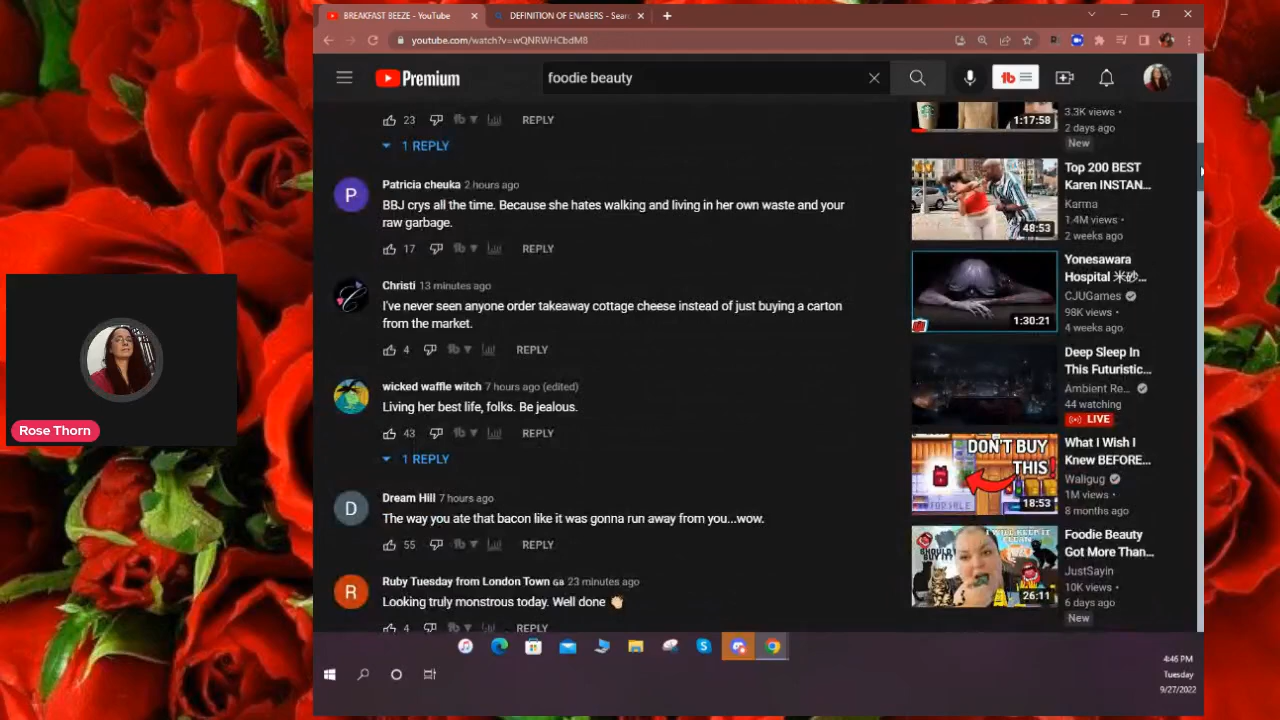 BREAKFAST BEEZE - YouTube
DEFINITION OF ENABERS - Sear
youtube.com/watch?v=wQNRWHCbdM8
Premium
foodie beauty
23
REPLY
1 REPLY
Patricia cheuka 2 hours ago
BBJ crys all the time. Because she hates walking and living in her own waste and your
raw garbage.
17
REPLY
Christi 13 minutes ago
I've never seen anyone order takeaway cottage cheese instead of just buying a carton
from the market.
4
REPLY
wicked waffle witch 7 hours ago (edited)
Living her best life, folks. Be jealous.
43
REPLY
1 REPLY
D
Dream Hill 7 hours ago
The way you ate that bacon like it was gonna run away from you...wow.
55
REPLY
R
Ruby Tuesday from London Town GB 23 minutes ago
Looking truly monstrous today. Well done 👏🏻
4
REPLY
P
1:17:58
3.3K views •
2 days ago
New
48:53
Top 200 BEST
Karen INSTAN...
Karma
1.4M views •
2 weeks ago
1:30:21
Yonesawara
Hospital 米砂...
CJUGames
98K views •
4 weeks ago
Deep Sleep In
This Futuristic...
Ambient Re...
44 watching
LIVE
DON'T BUY
THIS!
18:53
What I Wish I
Knew BEFORE...
Waligug
1M views •
8 months ago
I WILL KEEP IT
CLEAN
SHOULD I
BUY IT?
26:11
Foodie Beauty
Got More Than...
JustSayin
10K views •
6 days ago
New
Rose Thorn
4:46 PM
Tuesday
9/27/2022